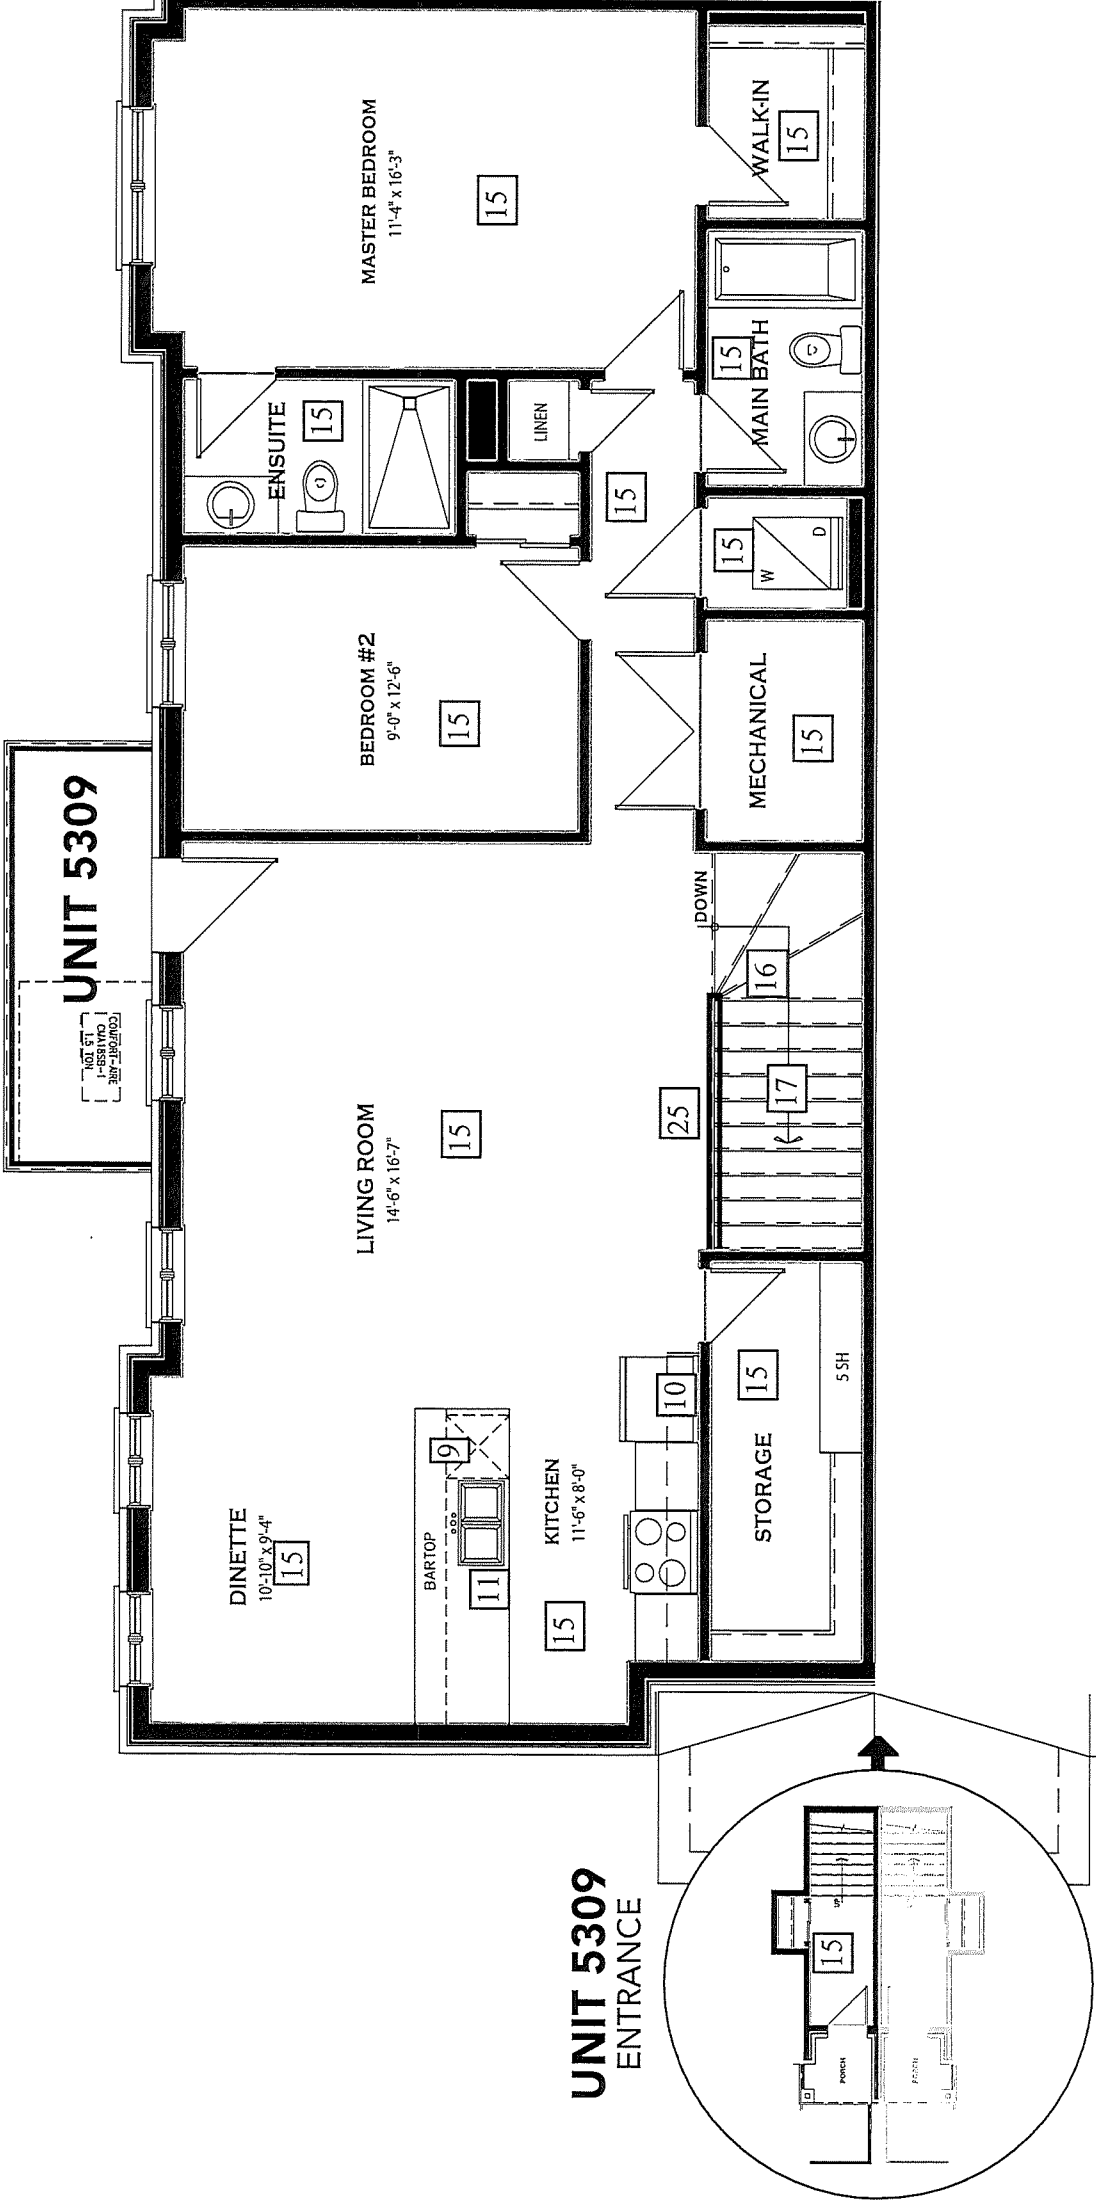 UNIT 5309
COMFORT-AIRE
CMA18SB-1
1.5 TON
DINETTE
10'-10" x 9'-4"
15
LIVING ROOM
14'-6" x 16'-7"
15
BEDROOM #2
9'-0" x 12'-6"
15
ENSUITE
15
MASTER BEDROOM
11'-4" x 16'-3"
15
BARTOP
9
11
KITCHEN
11'-6" x 8'-0"
15
10
LINEN
15
25
DOWN
16
17
STORAGE
15
5 SH
MECHANICAL
15
15
W
D
MAIN BATH
15
WALK-IN
15
UNIT 5309
ENTRANCE
15
UP
PORCH
PORCH